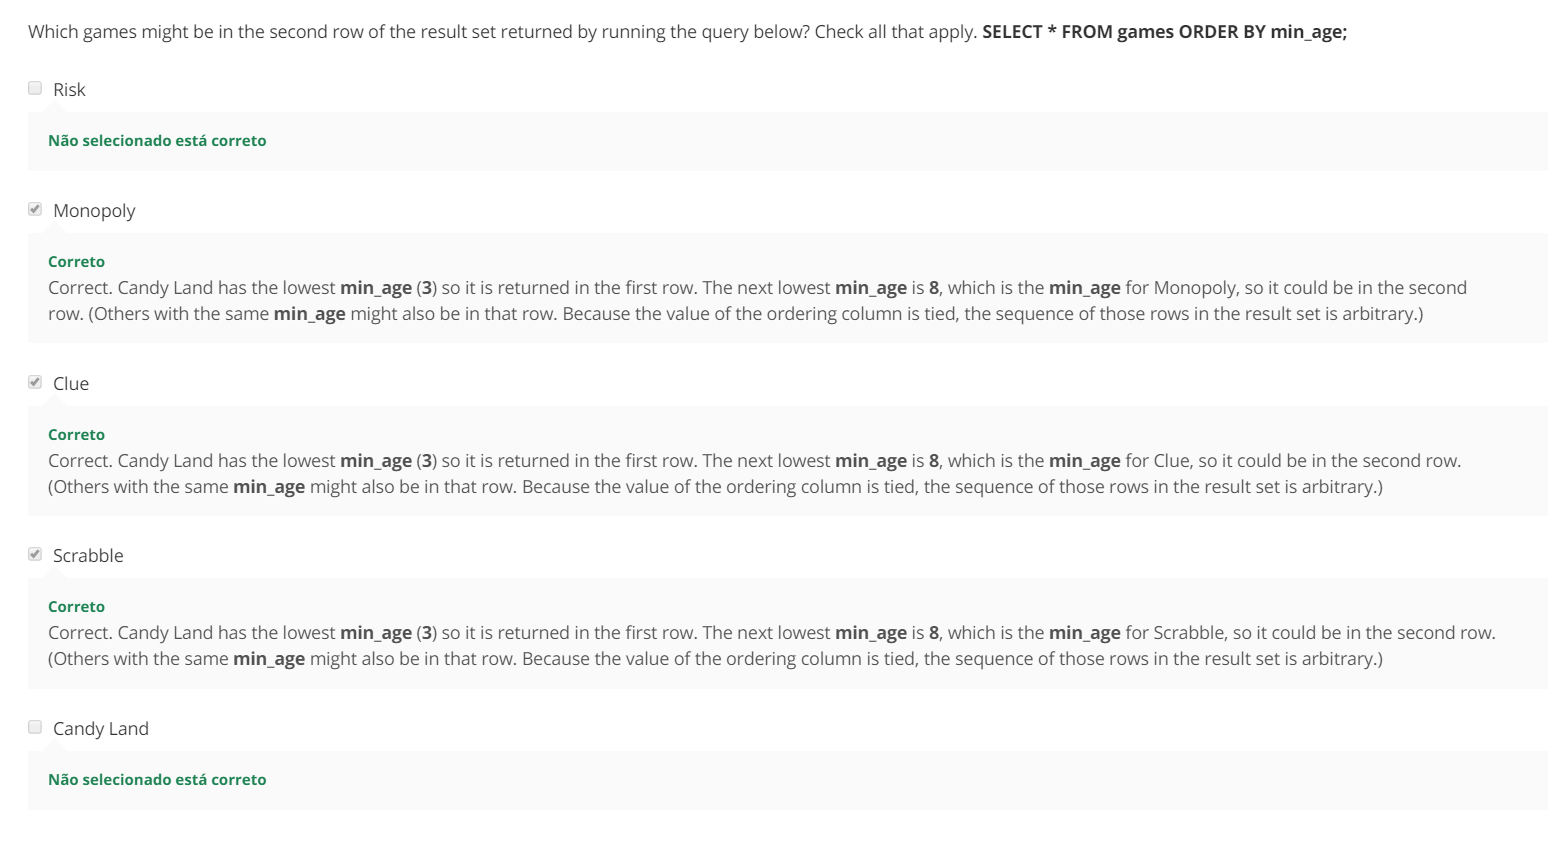 Which games might be in the second row of the result set returned by running the query below? Check all that apply. SELECT * FROM games ORDER BY min_age;
Risk
Não selecionado está correto
Monopoly
Correto
Correct. Candy Land has the lowest min_age (3) so it is returned in the first row. The next lowest min_age is 8, which is the min_age for Monopoly, so it could be in the second
row. (Others with the same min_age might also be in that row. Because the value of the ordering column is tied, the sequence of those rows in the result set is arbitrary.)
Clue
Correto
Correct. Candy Land has the lowest min_age (3) so it is returned in the first row. The next lowest min_age is 8, which is the min_age for Clue, so it could be in the second row.
(Others with the same min_age might also be in that row. Because the value of the ordering column is tied, the sequence of those rows in the result set is arbitrary.)
Scrabble
Correto
Correct. Candy Land has the lowest min_age (3) so it is returned in the first row. The next lowest min_age is 8, which is the min_age for Scrabble, so it could be in the second row.
(Others with the same min_age might also be in that row. Because the value of the ordering column is tied, the sequence of those rows in the result set is arbitrary.)
Candy Land
Não selecionado está correto